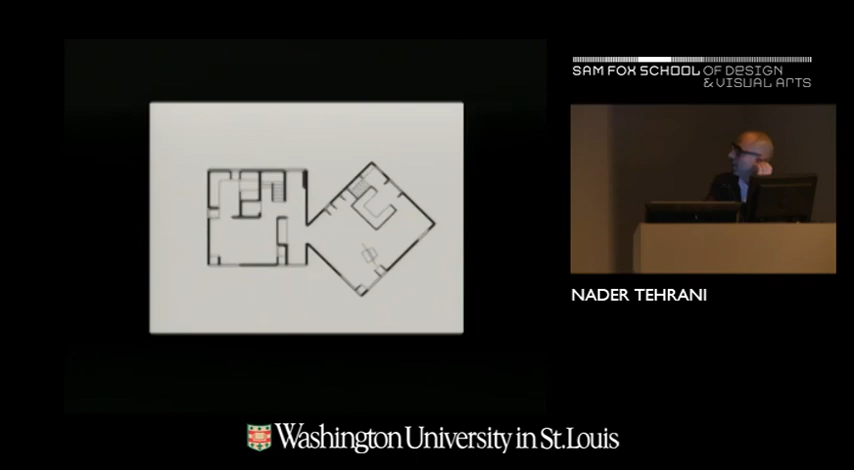 SAM FOX SCHOOL OF DESIGN
& VISUAL ARTS
NADER TEHRANI
Washington University in St. Louis